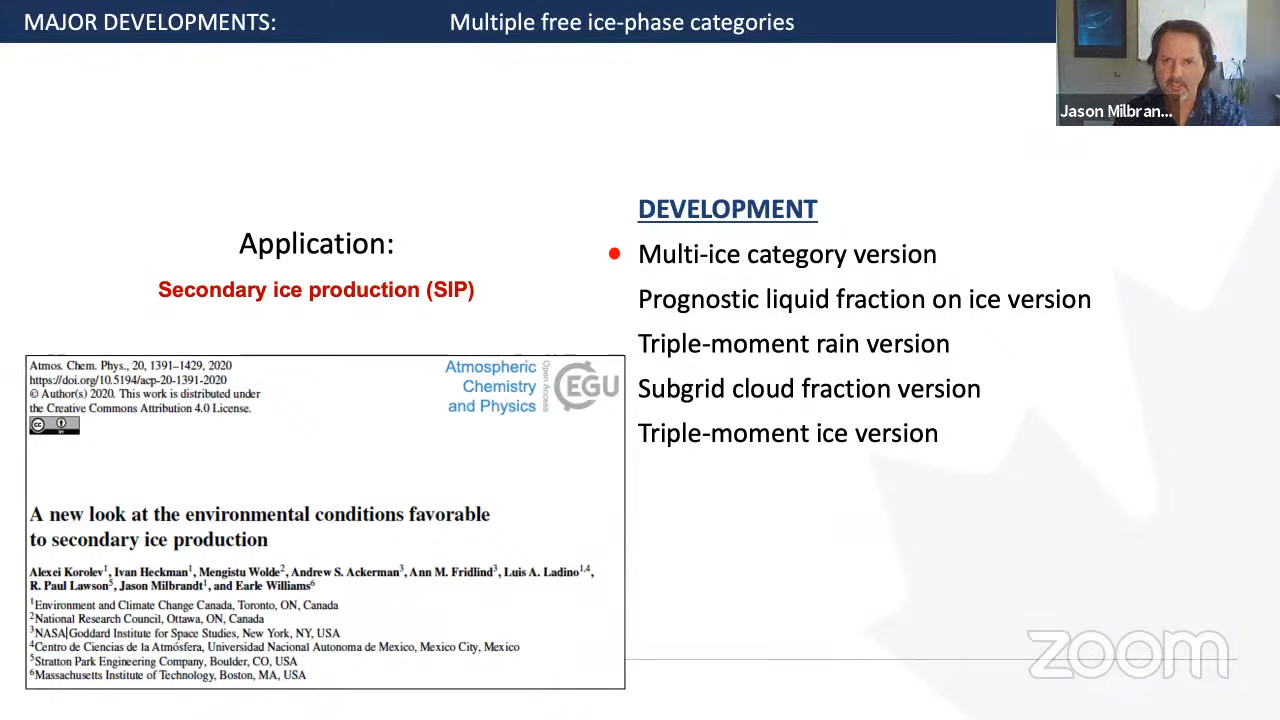 MAJOR DEVELOPMENTS:
Multiple free ice-phase categories
Jason Milbran...
Application:
Secondary ice production (SIP)
DEVELOPMENT
Multi-ice category version
Prognostic liquid fraction on ice version
Triple-moment rain version
Subgrid cloud fraction version
Triple-moment ice version
Atmos. Chem. Phys., 20, 1391–1429, 2020
https://doi.org/10.5194/acp-20-1391-2020
© Author(s) 2020. This work is distributed under
the Creative Commons Attribution 4.0 License.
cc BY
Atmospheric
Chemistry
and Physics
Open Access
EGU
A new look at the environmental conditions favorable
to secondary ice production
Alexei Korolev1, Ivan Heckman1, Mengistu Wolde2, Andrew S. Ackerman3, Ann M. Fridlind3, Luis A. Ladino1,4,
R. Paul Lawson5, Jason Milbrandt1, and Earle Williams6
1Environment and Climate Change Canada, Toronto, ON, Canada
2National Research Council, Ottawa, ON, Canada
3NASA Goddard Institute for Space Studies, New York, NY, USA
4Centro de Ciencias de la Atmósfera, Universidad Nacional Autonoma de Mexico, Mexico City, Mexico
5Stratton Park Engineering Company, Boulder, CO, USA
6Massachusetts Institute of Technology, Boston, MA, USA
zoom